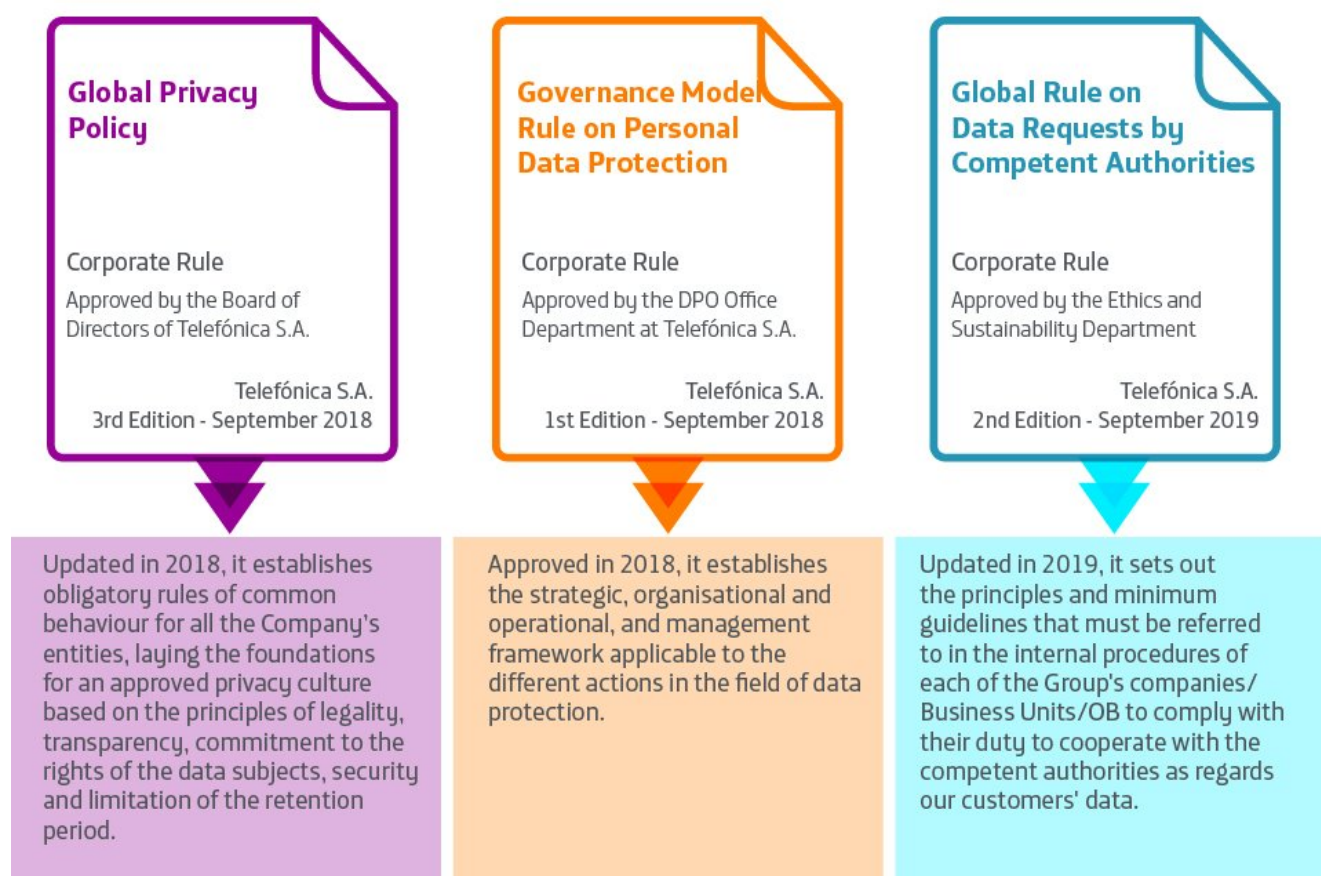 Global Privacy
Policy
Corporate Rule
Approved by the Board of
Directors of Telefónica S.A.
Telefónica S.A.
3rd Edition - September 2018
Updated in 2018, it establishes
obligatory rules of common
behaviour for all the Company's
entities, laying the foundations
for an approved privacy culture
based on the principles of legality,
transparency, commitment to the
rights of the data subjects, security
and limitation of the retention
period.
Governance Model
Rule on Personal
Data Protection
Corporate Rule
Approved by the DPO Office
Department at Telefónica S.A.
Telefónica S.A.
1st Edition - September 2018
Approved in 2018, it establishes
the strategic, organisational and
operational, and management
framework applicable to the
different actions in the field of data
protection.
Global Rule on
Data Requests by
Competent Authorities
Corporate Rule
Approved by the Ethics and
Sustainability Department
Telefónica S.A.
2nd Edition - September 2019
Updated in 2019, it sets out
the principles and minimum
guidelines that must be referred
to in the internal procedures of
each of the Group's companies/
Business Units/OB to comply with
their duty to cooperate with the
competent authorities as regards
our customers' data.